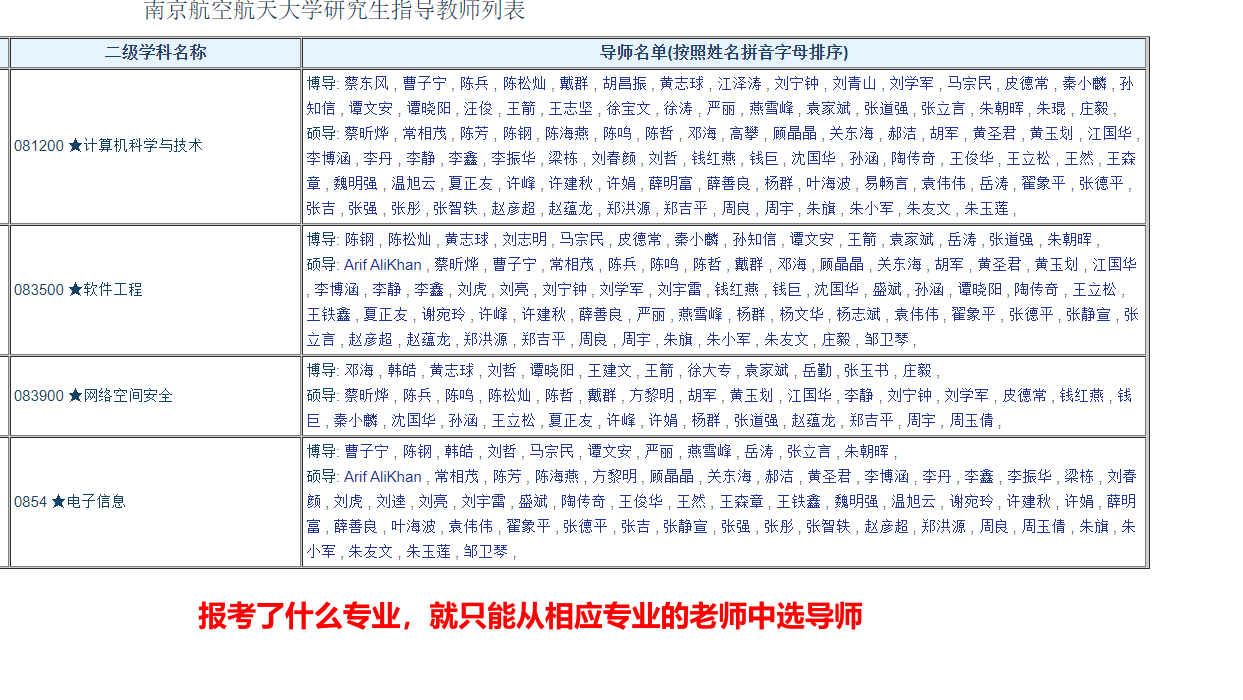 南京航空航天大学研究生指导教师列表
二级学科名称
导师名单(按照姓名拼音字母排序)
081200 ★计算机科学与技术
博导: 蔡东风 , 曹子宁 , 陈兵 , 陈松灿 , 戴群 , 胡昌振 , 黄志球 , 江泽涛 , 刘宁钟 , 刘青山 , 刘学军 , 马宗民 , 皮德常 , 秦小麟 , 孙
知信 , 谭文安 , 谭晓阳 , 汪俊 , 王箭 , 王志坚 , 徐宝文 , 徐涛 , 严丽 , 燕雪峰 , 袁家斌 , 张道强 , 张立言 , 朱朝晖 , 朱琨 , 庄毅 ,
硕导: 蔡昕烨 , 常相茂 , 陈芳 , 陈钢 , 陈海燕 , 陈鸣 , 陈哲 , 邓海 , 高攀 , 顾晶晶 , 关东海 , 郝洁 , 胡军 , 黄圣君 , 黄玉划 , 江国华 ,
李博涵 , 李丹 , 李静 , 李鑫 , 李振华 , 梁栋 , 刘春颜 , 刘哲 , 钱红燕 , 钱巨 , 沈国华 , 孙涵 , 陶传奇 , 王俊华 , 王立松 , 王然 , 王森
章 , 魏明强 , 温旭云 , 夏正友 , 许峰 , 许建秋 , 许娟 , 薛明富 , 薛善良 , 杨群 , 叶海波 , 易畅言 , 袁伟伟 , 岳涛 , 翟象平 , 张德平 ,
张吉 , 张强 , 张彤 , 张智轶 , 赵彦超 , 赵蕴龙 , 郑洪源 , 郑吉平 , 周良 , 周宇 , 朱旗 , 朱小军 , 朱友文 , 朱玉莲 ,
083500 ★软件工程
博导: 陈钢 , 陈松灿 , 黄志球 , 刘志明 , 马宗民 , 皮德常 , 秦小麟 , 孙知信 , 谭文安 , 王箭 , 袁家斌 , 岳涛 , 张道强 , 朱朝晖 ,
硕导: Arif AliKhan , 蔡昕烨 , 曹子宁 , 常相茂 , 陈兵 , 陈鸣 , 陈哲 , 戴群 , 邓海 , 顾晶晶 , 关东海 , 胡军 , 黄圣君 , 黄玉划 , 江国华
, 李博涵 , 李静 , 李鑫 , 刘虎 , 刘亮 , 刘宁钟 , 刘学军 , 刘宇雷 , 钱红燕 , 钱巨 , 沈国华 , 盛斌 , 孙涵 , 谭晓阳 , 陶传奇 , 王立松 ,
王铁鑫 , 夏正友 , 谢宛玲 , 许峰 , 许建秋 , 薛善良 , 严丽 , 燕雪峰 , 杨群 , 杨文华 , 杨志斌 , 袁伟伟 , 翟象平 , 张德平 , 张静宣 , 张
立言 , 赵彦超 , 赵蕴龙 , 郑洪源 , 郑吉平 , 周良 , 周宇 , 朱旗 , 朱小军 , 朱友文 , 庄毅 , 邹卫琴 ,
083900 ★网络空间安全
博导: 邓海 , 韩皓 , 黄志球 , 刘哲 , 谭晓阳 , 王建文 , 王箭 , 徐大专 , 袁家斌 , 岳勤 , 张玉书 , 庄毅 ,
硕导: 蔡昕烨 , 陈兵 , 陈鸣 , 陈松灿 , 陈哲 , 戴群 , 方黎明 , 胡军 , 黄玉划 , 江国华 , 李静 , 刘宁钟 , 刘学军 , 皮德常 , 钱红燕 , 钱
巨 , 秦小麟 , 沈国华 , 孙涵 , 王立松 , 夏正友 , 许峰 , 许娟 , 杨群 , 张道强 , 赵蕴龙 , 郑吉平 , 周宇 , 周玉倩 ,
0854 ★电子信息
博导: 曹子宁 , 陈钢 , 韩皓 , 刘哲 , 马宗民 , 谭文安 , 严丽 , 燕雪峰 , 岳涛 , 张立言 , 朱朝晖 ,
硕导: Arif AliKhan , 常相茂 , 陈芳 , 陈海燕 , 方黎明 , 顾晶晶 , 关东海 , 郝洁 , 黄圣君 , 李博涵 , 李丹 , 李鑫 , 李振华 , 梁栋 , 刘春
颜 , 刘虎 , 刘逵 , 刘亮 , 刘宇雷 , 盛斌 , 陶传奇 , 王俊华 , 王然 , 王森章 , 王铁鑫 , 魏明强 , 温旭云 , 谢宛玲 , 许建秋 , 许娟 , 薛明
富 , 薛善良 , 叶海波 , 袁伟伟 , 翟象平 , 张德平 , 张吉 , 张静宣 , 张强 , 张彤 , 张智轶 , 赵彦超 , 郑洪源 , 周良 , 周玉倩 , 朱旗 , 朱
小军 , 朱友文 , 朱玉莲 , 邹卫琴 ,
报考了什么专业，就只能从相应专业的老师中选导师